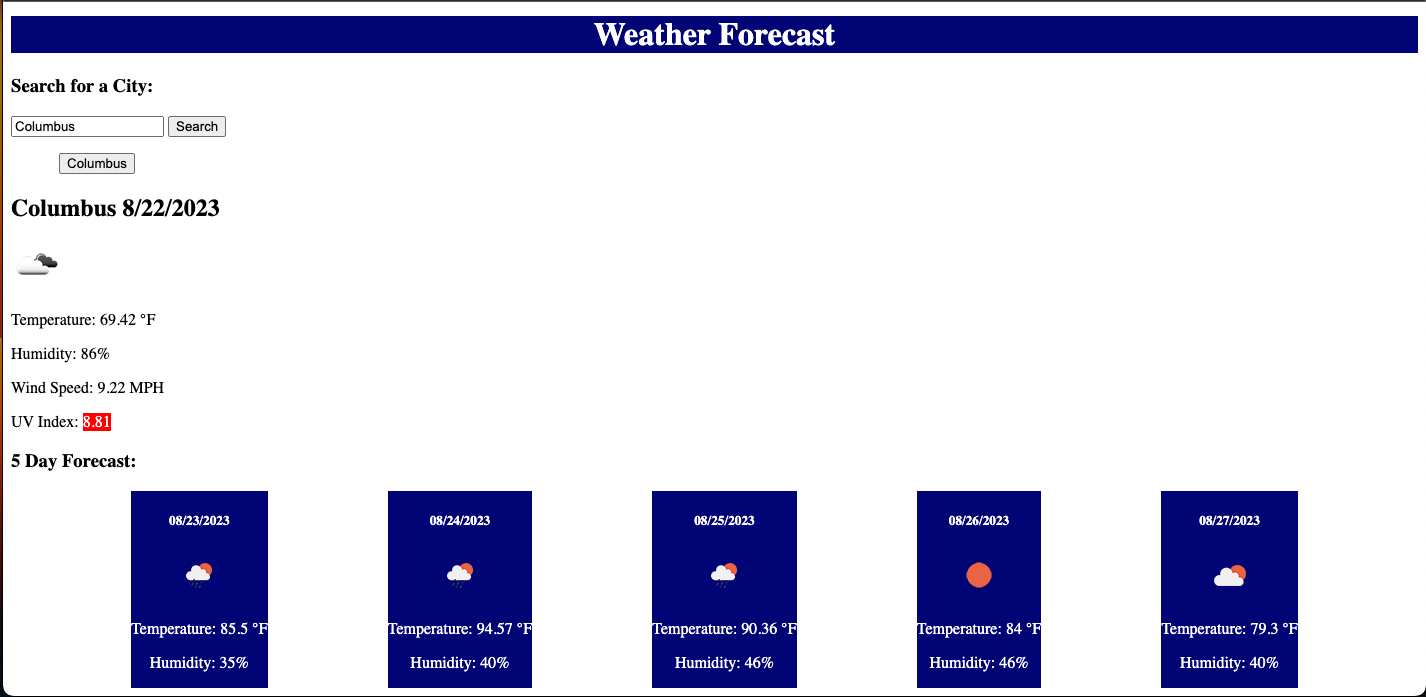 Weather Forecast
Search for a City:
Columbus Search
Columbus
Columbus 8/22/2023
Temperature: 69.42 °F
Humidity: 86%
Wind Speed: 9.22 MPH
UV Index: 8.81
5 Day Forecast:
08/23/2023 08/24/2023 08/25/2023 08/26/2023 08/27/2023
Temperature: 85.5 °F Temperature: 94.57 °F Temperature: 90.36 °F Temperature: 84 °F Temperature: 79.3 °F
Humidity: 35% Humidity: 40% Humidity: 46% Humidity: 46% Humidity: 40%